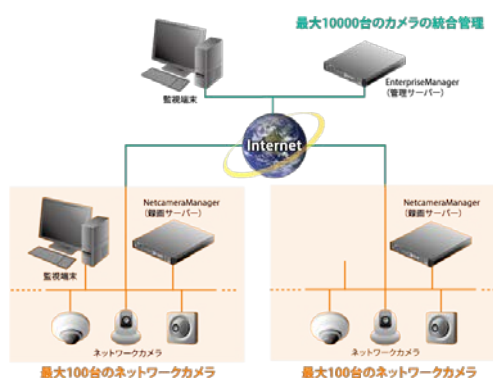 最大10000台のカメラの統合管理
EnterpriseManager
（管理サーバー）
監視端末
Internet
NetcameraManager
（録画サーバー）
監視端末
ネットワークカメラ
最大100台のネットワークカメラ
NetcameraManager
（録画サーバー）
ネットワークカメラ
最大100台のネットワークカメラ